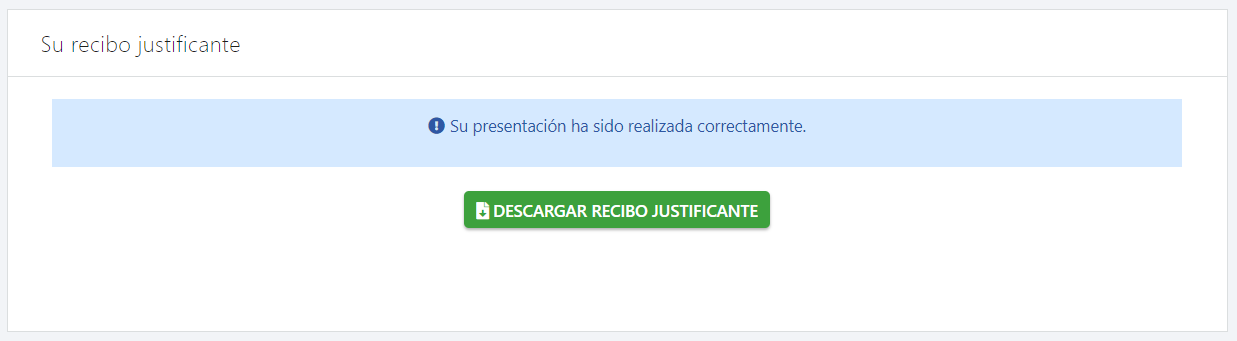 Su recibo justificante
Su presentación ha sido realizada correctamente.
DESCARGAR RECIBO JUSTIFICANTE